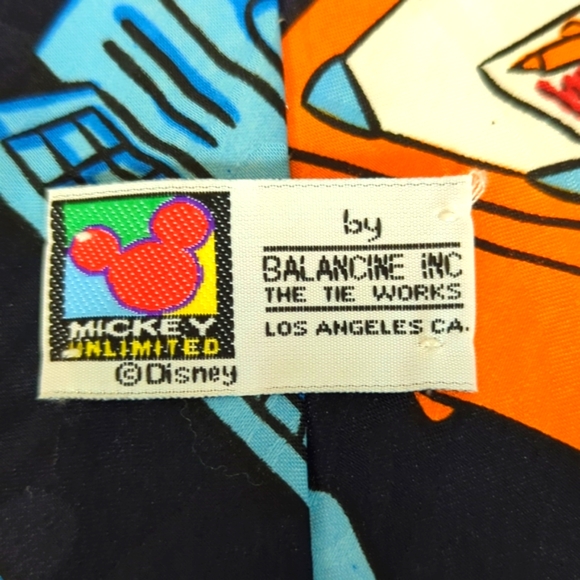 MICKEY
UNLIMITED
©Disney
by
BALANCINE INC
THE TIE WORKS
LOS ANGELES CA.